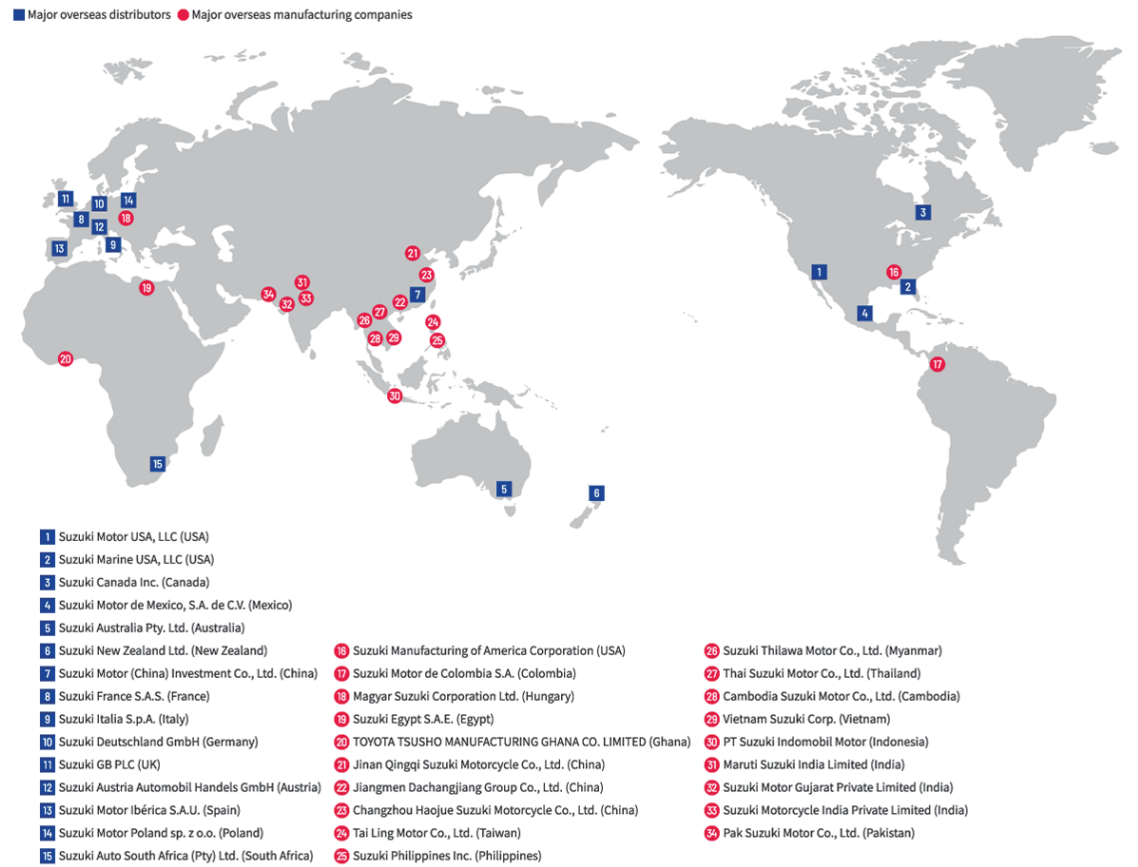 Major overseas distributors Major overseas manufacturing companies
11
10
14
8
12
18
13
9
19
20
15
21
23
31
34
32
33
7
22
26
27
24
28
29
25
30
5
6
3
1
16
2
4
17
1 Suzuki Motor USA, LLC (USA)
2 Suzuki Marine USA, LLC (USA)
3 Suzuki Canada Inc. (Canada)
4 Suzuki Motor de Mexico, S.A. de C.V. (Mexico)
5 Suzuki Australia Pty. Ltd. (Australia)
6 Suzuki New Zealand Ltd. (New Zealand)
7 Suzuki Motor (China) Investment Co., Ltd. (China)
8 Suzuki France S.A.S. (France)
9 Suzuki Italia S.p.A. (Italy)
10 Suzuki Deutschland GmbH (Germany)
11 Suzuki GB PLC (UK)
12 Suzuki Austria Automobil Handels GmbH (Austria)
13 Suzuki Motor Ibérica S.A.U. (Spain)
14 Suzuki Motor Poland sp. z o.o. (Poland)
15 Suzuki Auto South Africa (Pty) Ltd. (South Africa)
16 Suzuki Manufacturing of America Corporation (USA)
17 Suzuki Motor de Colombia S.A. (Colombia)
18 Magyar Suzuki Corporation Ltd. (Hungary)
19 Suzuki Egypt S.A.E. (Egypt)
20 TOYOTA TSUSHO MANUFACTURING GHANA CO. LIMITED (Ghana)
21 Jinan Qingqi Suzuki Motorcycle Co., Ltd. (China)
22 Jiangmen Dachangjiang Group Co., Ltd. (China)
23 Changzhou Haojue Suzuki Motorcycle Co., Ltd. (China)
24 Tai Ling Motor Co., Ltd. (Taiwan)
25 Suzuki Philippines Inc. (Philippines)
26 Suzuki Thilawa Motor Co., Ltd. (Myanmar)
27 Thai Suzuki Motor Co., Ltd. (Thailand)
28 Cambodia Suzuki Motor Co., Ltd. (Cambodia)
29 Vietnam Suzuki Corp. (Vietnam)
30 PT Suzuki Indomobil Motor (Indonesia)
31 Maruti Suzuki India Limited (India)
32 Suzuki Motor Gujarat Private Limited (India)
33 Suzuki Motorcycle India Private Limited (India)
34 Pak Suzuki Motor Co., Ltd. (Pakistan)